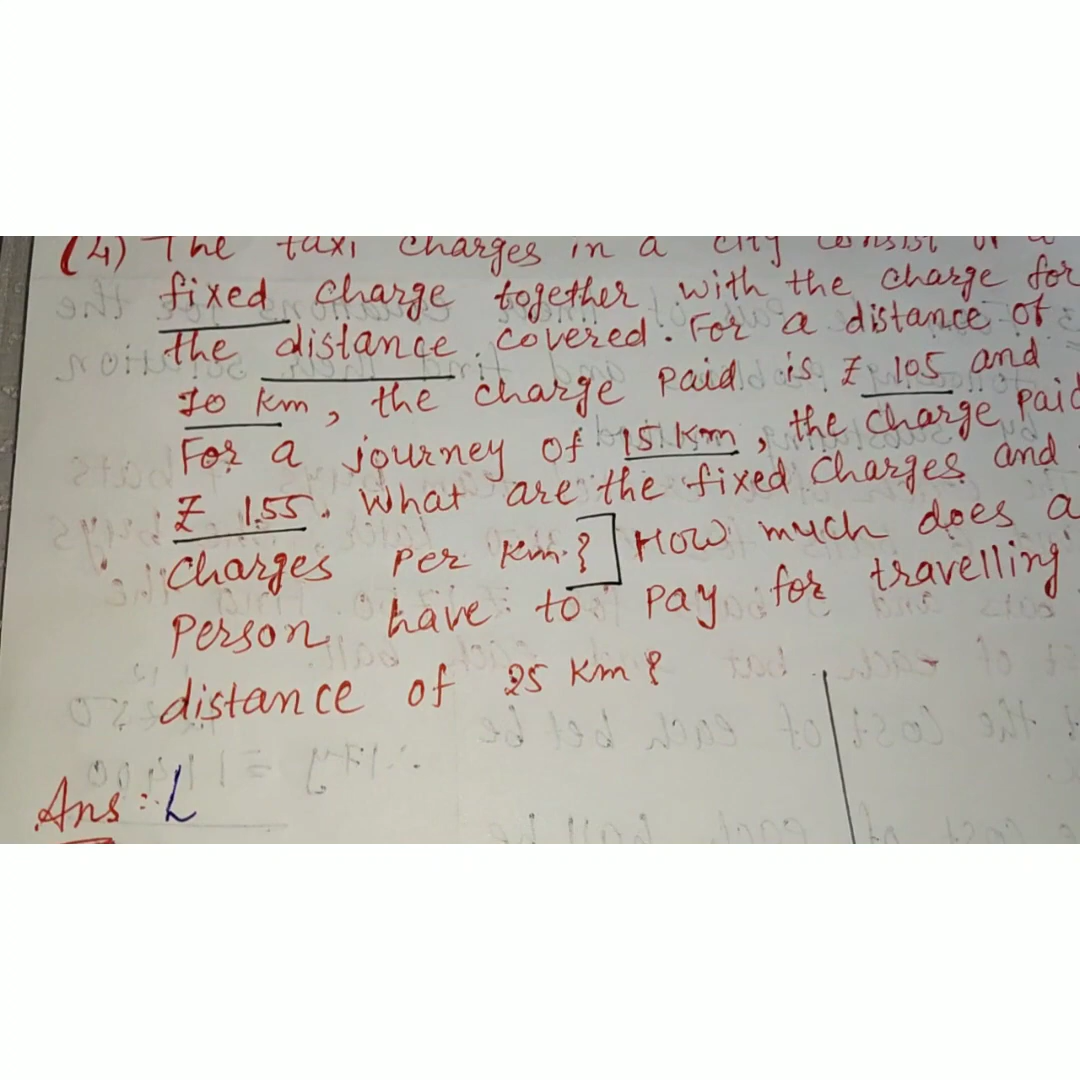 (4) The taxi charges in a city consist of a
fixed charge together with the charge for
the distance covered. For a distance of
10 km, the charge paid is ₹ 105 and
For a journey of 15 km, the charge paid
₹ 155. What are the fixed charges and
charges per km? ] How much does a
person have to pay for travelling
distance of 25 km?
Ans :-